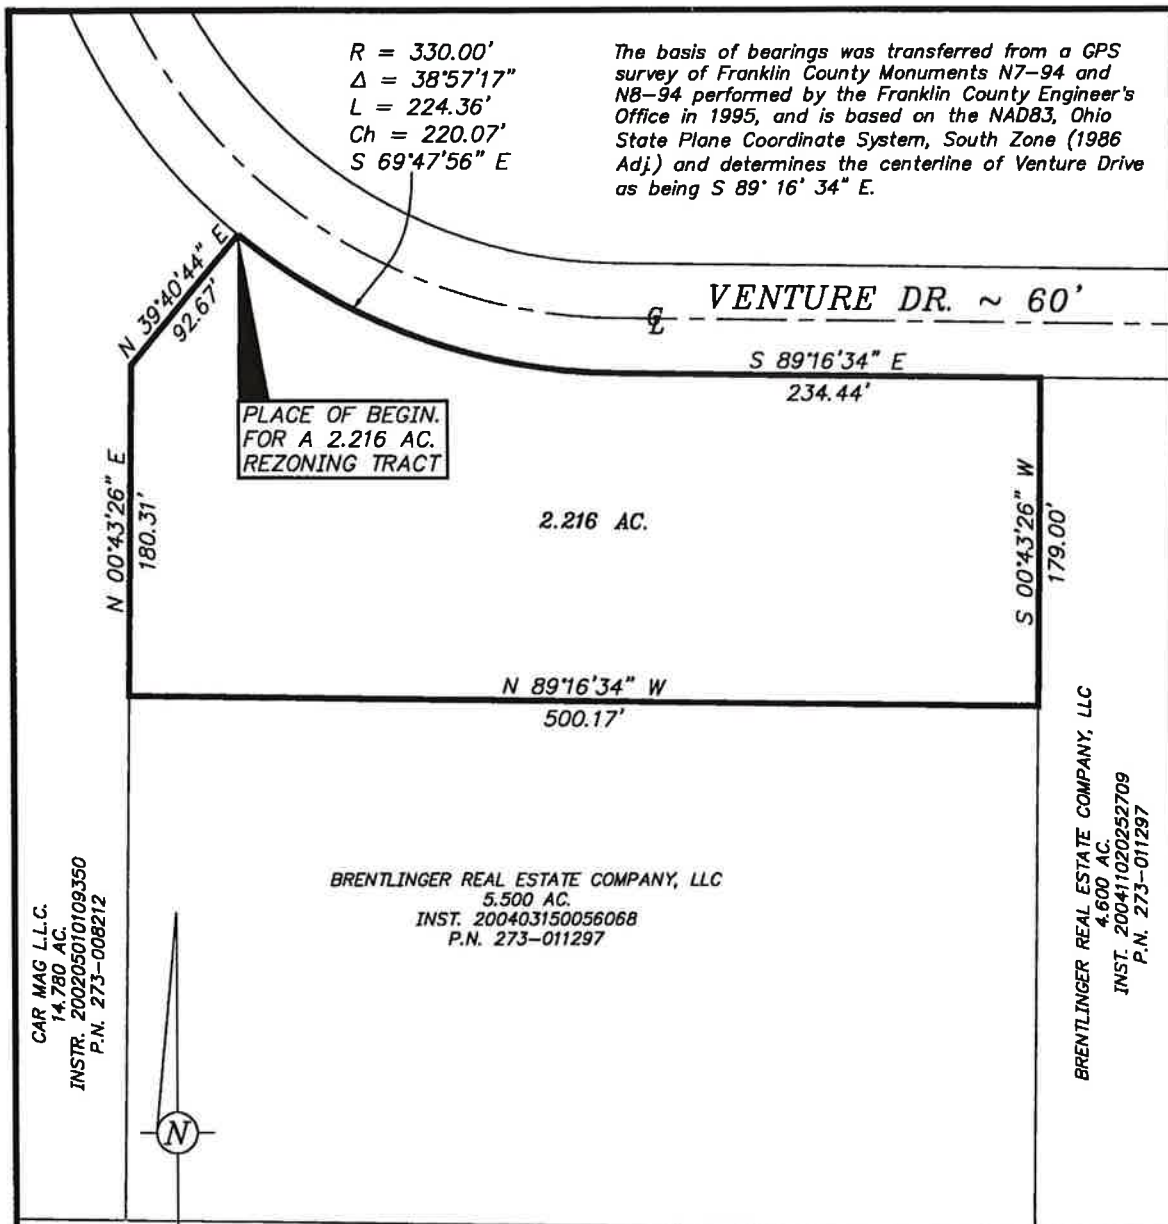 R = 330.00'
Δ = 38°57'17"
L = 224.36'
Ch = 220.07'
S 69°47'56" E
The basis of bearings was transferred from a GPS
survey of Franklin County Monuments N7-94 and
N8-94 performed by the Franklin County Engineer's
Office in 1995, and is based on the NAD83, Ohio
State Plane Coordinate System, South Zone (1986
Adj.) and determines the centerline of Venture Drive
as being S 89° 16' 34" E.
N 39°40'44" E
92.67'
VENTURE DR. ~ 60'
℄
S 89°16'34" E
234.44'
PLACE OF BEGIN.
FOR A 2.216 AC.
REZONING TRACT
N 00°43'26" E
180.31'
2.216 AC.
S 00°43'26" W
179.00'
N 89°16'34" W
500.17'
BRENTLINGER REAL ESTATE COMPANY, LLC
5.500 AC.
INST. 200403150056068
P.N. 273-011297
CAR MAG L.L.C.
14.780 AC.
INSTR. 200205010109350
P.N. 273-008212
BRENTLINGER REAL ESTATE COMPANY, LLC
4.600 AC.
INST. 200411020252709
P.N. 273-011297
N